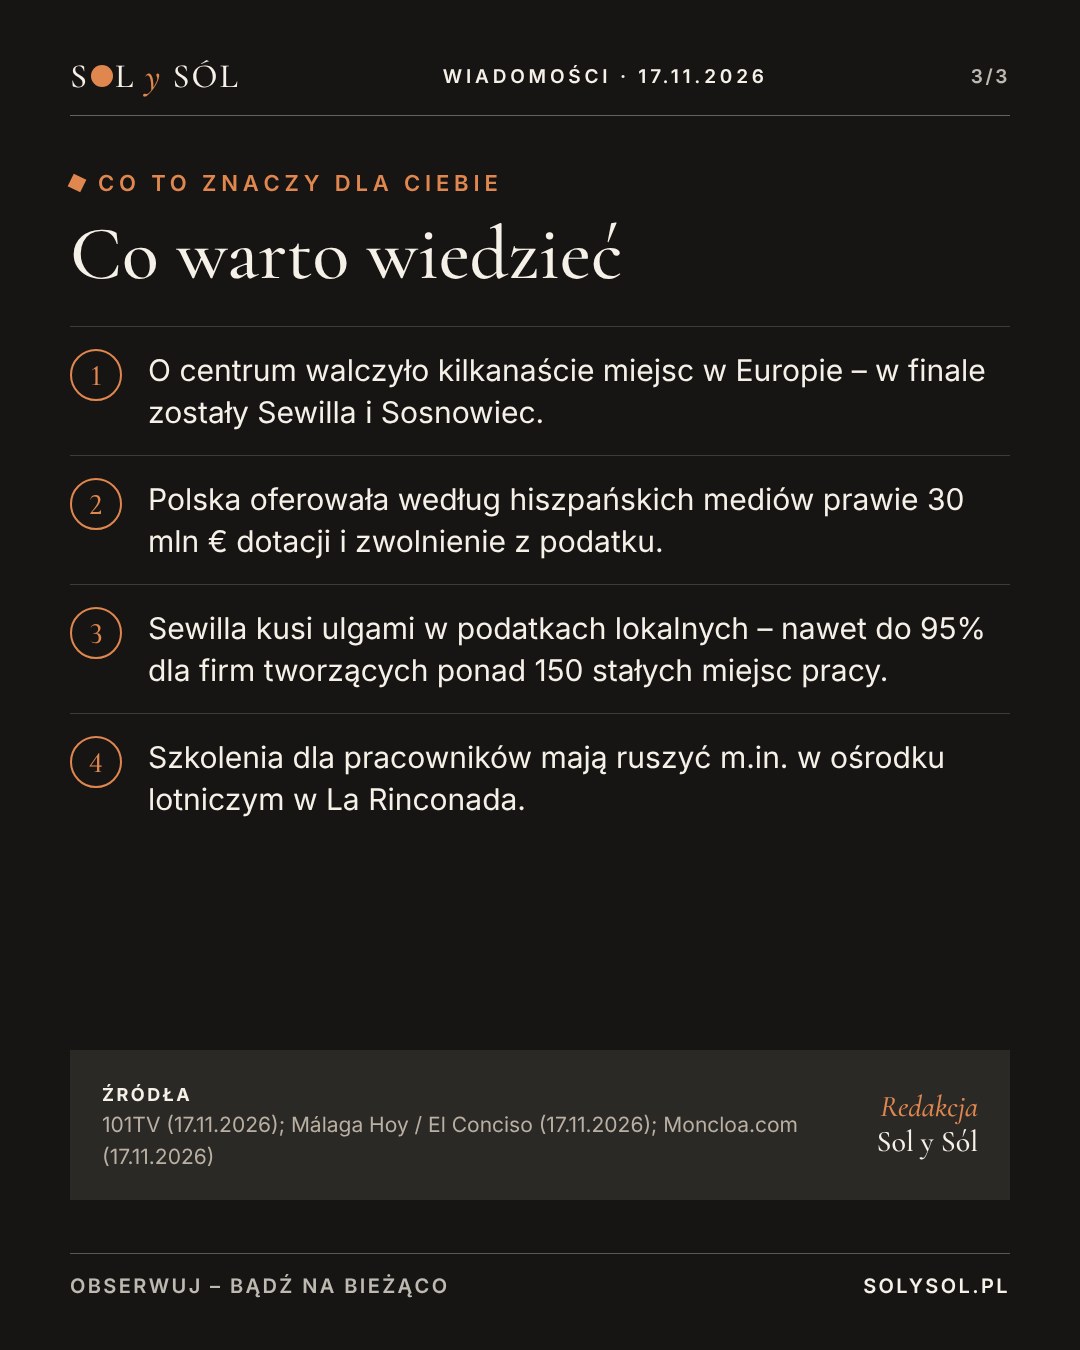 SOL y SÓL
WIADOMOŚCI · 17.11.2026
3/3
CO TO ZNACZY DLA CIEBIE
Co warto wiedzieć
1
O centrum walczyło kilkanaście miejsc w Europie – w finale
zostały Sewilla i Sosnowiec.
2
Polska oferowała według hiszpańskich mediów prawie 30
mln € dotacji i zwolnienie z podatku.
3
Sewilla kusi ulgami w podatkach lokalnych – nawet do 95%
dla firm tworzących ponad 150 stałych miejsc pracy.
4
Szkolenia dla pracowników mają ruszyć m.in. w ośrodku
lotniczym w La Rinconada.
ŹRÓDŁA
101TV (17.11.2026); Málaga Hoy / El Conciso (17.11.2026); Moncloa.com
(17.11.2026)
Redakcja
Sol y Sól
OBSERWUJ – BĄDŹ NA BIEŻĄCO
SOLYSOL.PL